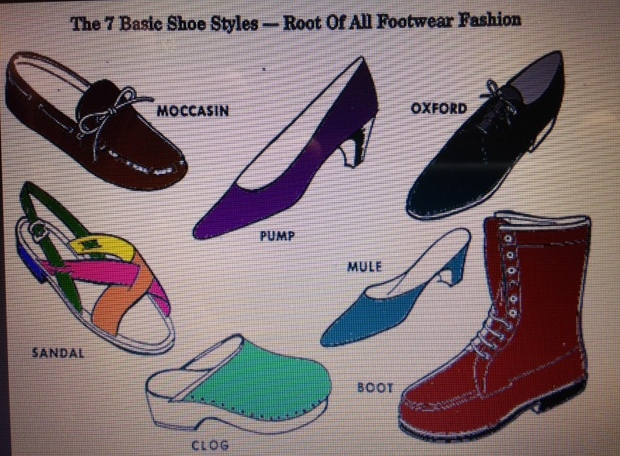 The 7 Basic Shoe Styles — Root Of All Footwear Fashion
MOCCASIN
OXFORD
PUMP
MULE
SANDAL
BOOT
CLOG